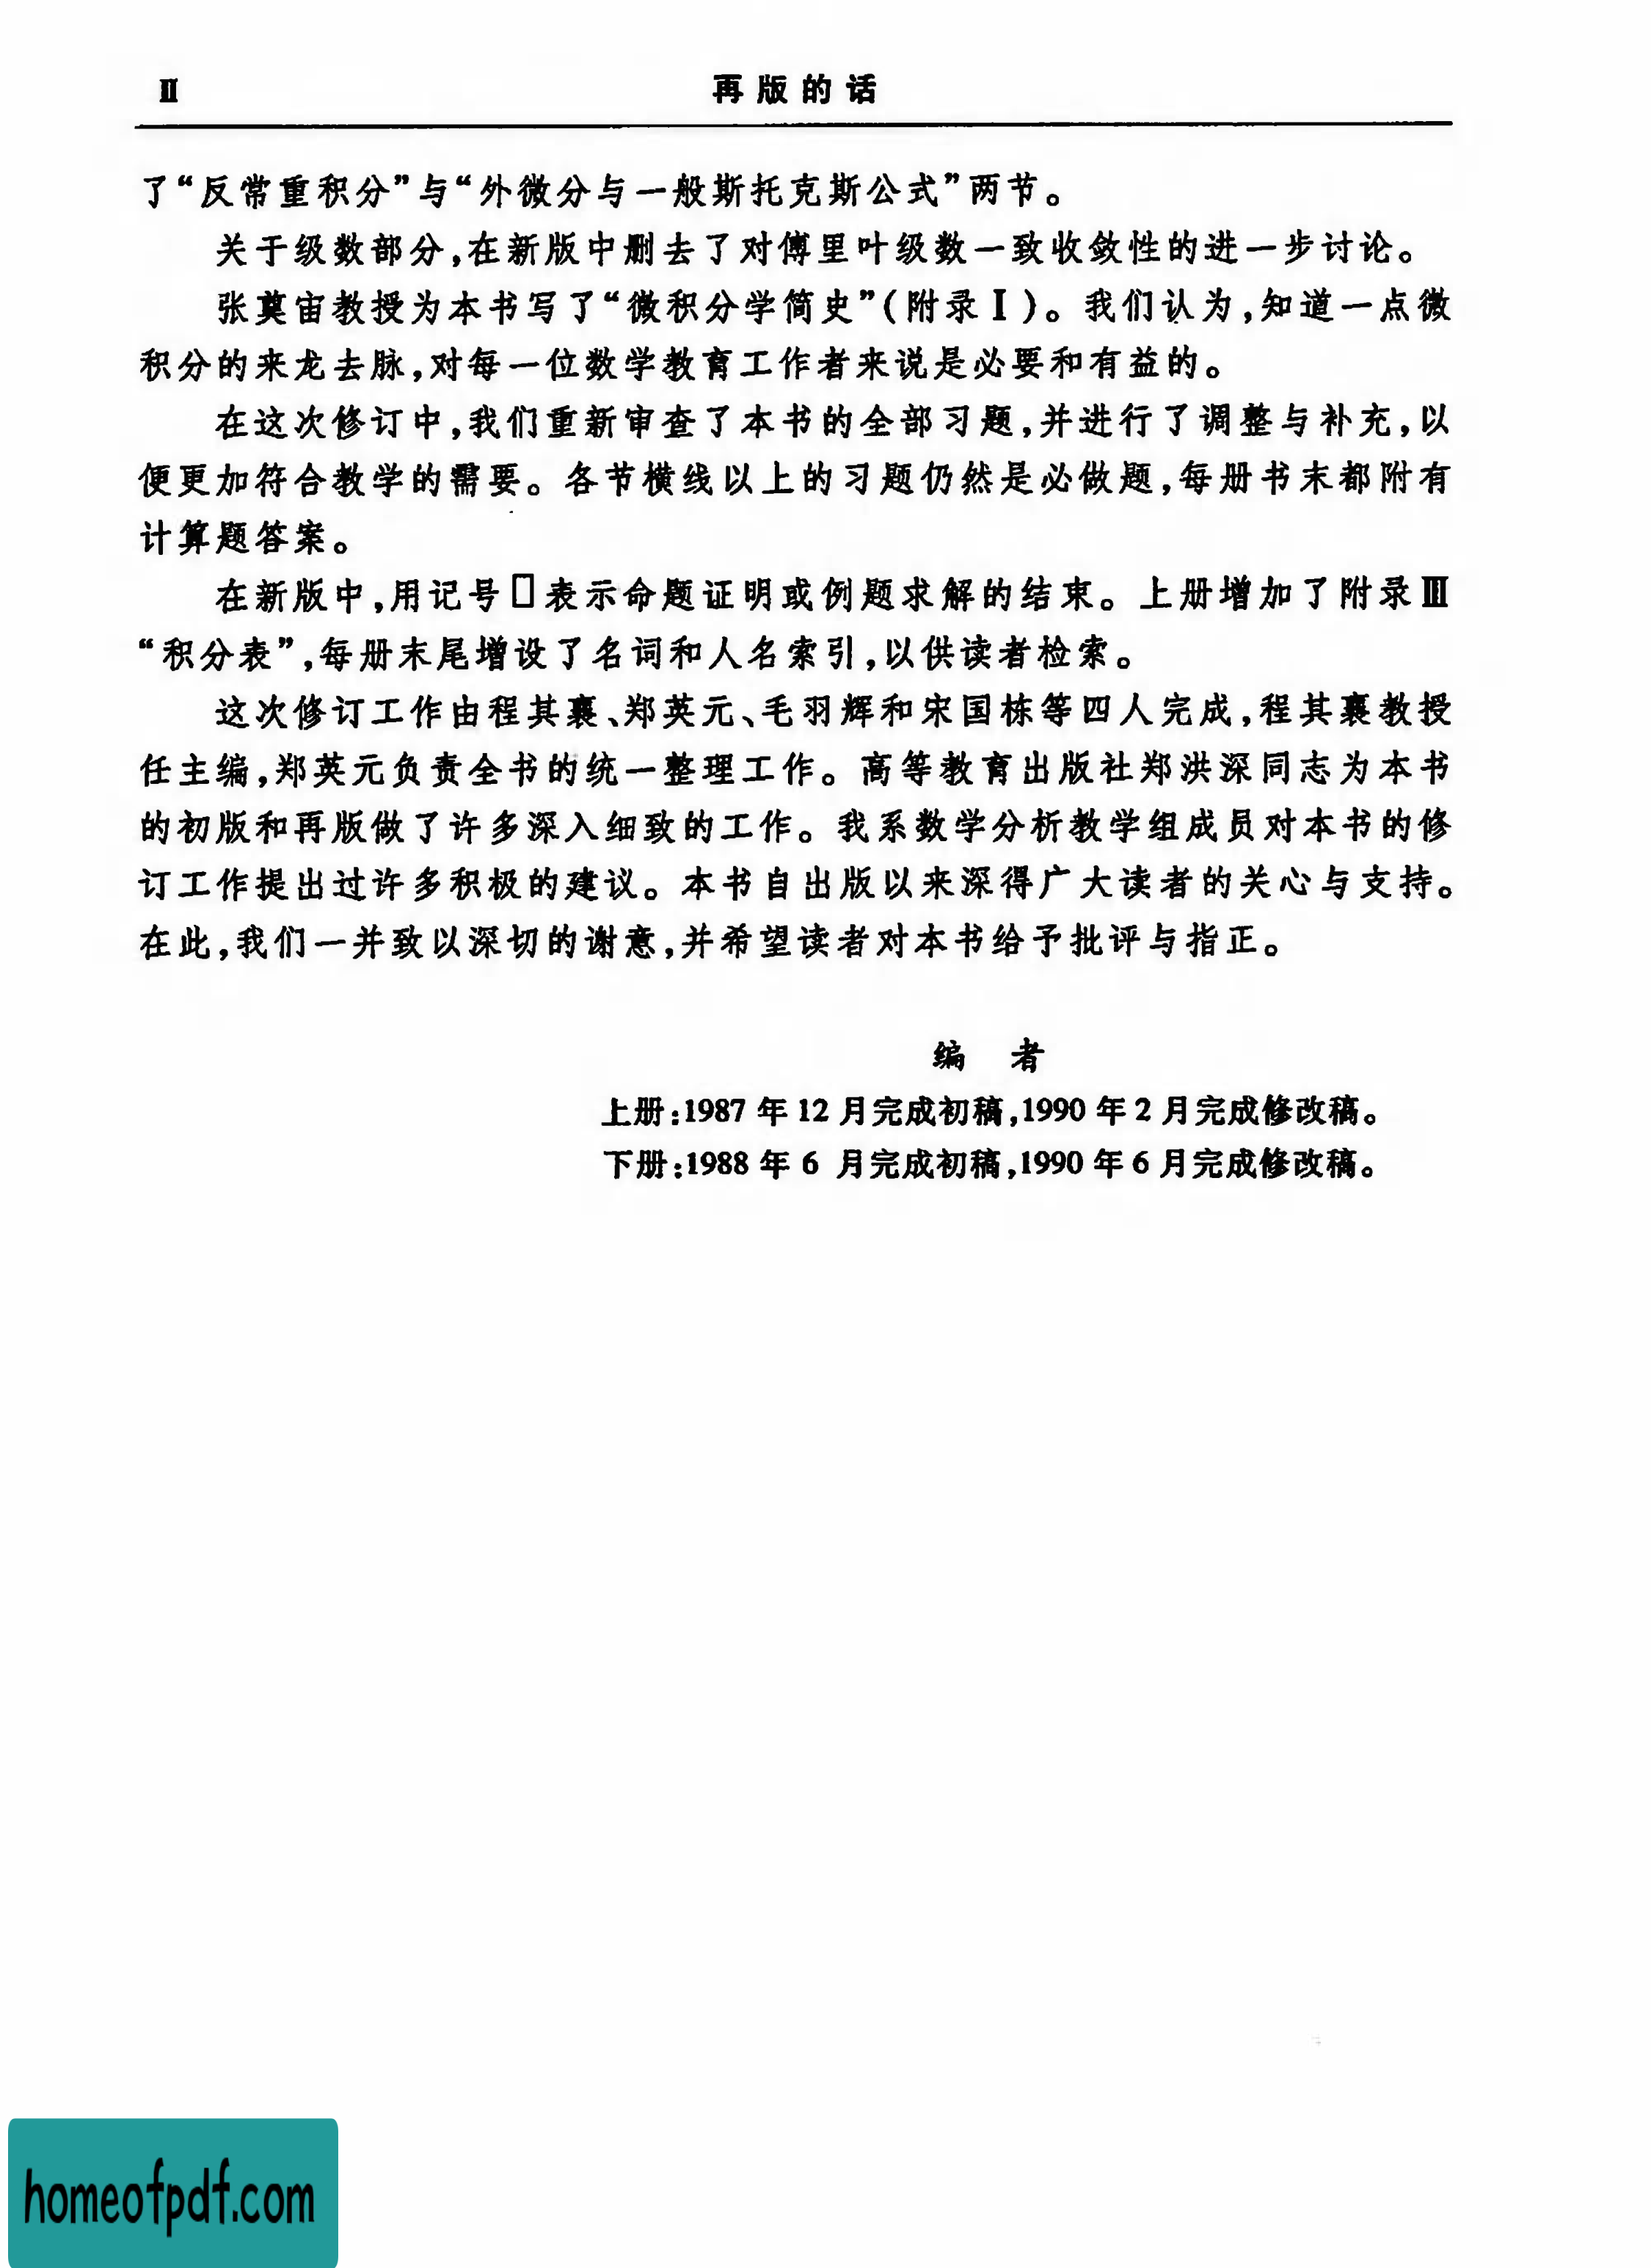 Ⅱ 再版的话
了“反常重积分”与“外微分与一般斯托克斯公式”两节。
关于级数部分,在新版中删去了对傅里叶级数一致收敛性的进一步讨论。
张奠宙教授为本书写了“微积分学简史”(附录Ⅰ)。我们认为,知道一点微
积分的来龙去脉,对每一位数学教育工作者来说是必要和有益的。
在这次修订中,我们重新审查了本书的全部习题,并进行了调整与补充,以
便更加符合教学的需要。各节横线以上的习题仍然是必做题,每册书末都附有
计算题答案。
在新版中,用记号▯表示命题证明或例题求解的结束。上册增加了附录Ⅲ
“积分表”,每册末尾增设了名词和人名索引,以供读者检索。
这次修订工作由程其襄、郑英元、毛羽辉和宋国栋等四人完成,程其襄教授
任主编,郑英元负责全书的统一整理工作。高等教育出版社郑洪深同志为本书
的初版和再版做了许多深入细致的工作。我系数学分析教学组成员对本书的修
订工作提出过许多积极的建议。本书自出版以来深得广大读者的关心与支持。
在此,我们一并致以深切的谢意,并希望读者对本书给予批评与指正。
编 者
上册:1987 年 12 月完成初稿,1990 年 2 月完成修改稿。
下册:1988 年 6 月完成初稿,1990 年 6 月完成修改稿。
homeofpdf.com